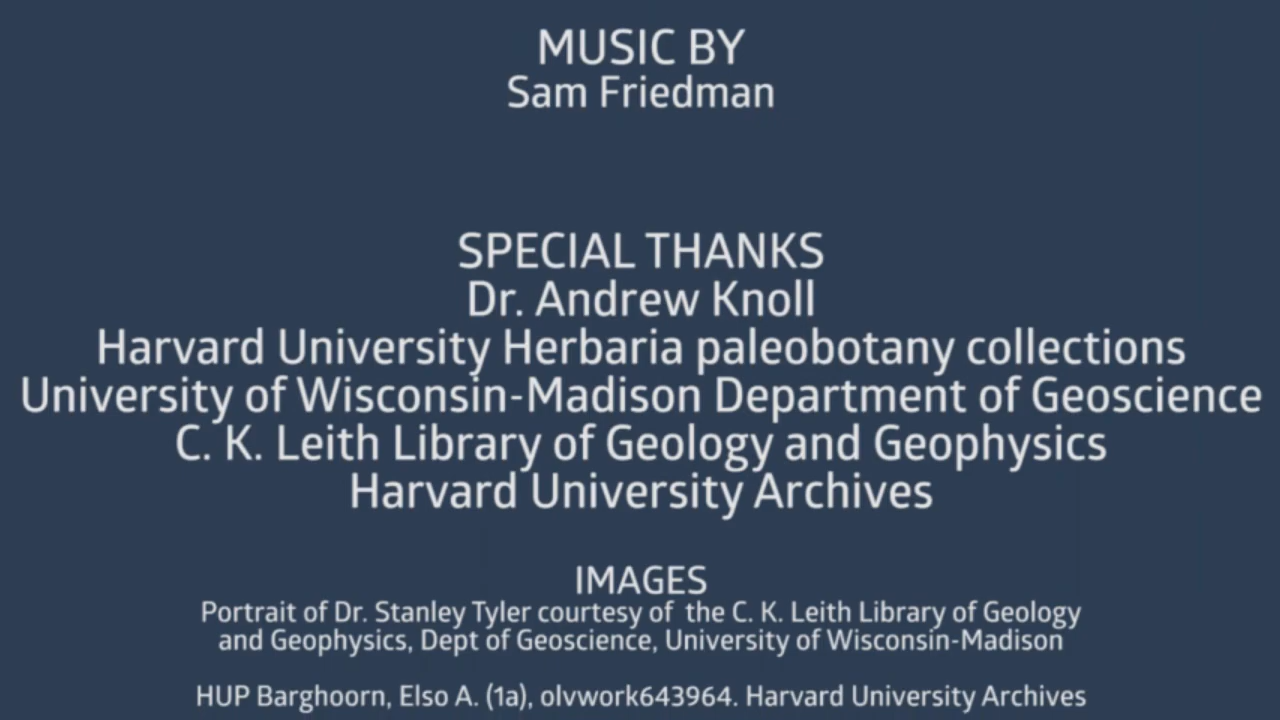 MUSIC BY
Sam Friedman
SPECIAL THANKS
Dr. Andrew Knoll
Harvard University Herbaria paleobotany collections
University of Wisconsin-Madison Department of Geoscience
C. K. Leith Library of Geology and Geophysics
Harvard University Archives
IMAGES
Portrait of Dr. Stanley Tyler courtesy of the C. K. Leith Library of Geology
and Geophysics, Dept of Geoscience, University of Wisconsin-Madison
HUP Barghoorn, Elso A. (1a), olvwork643964. Harvard University Archives